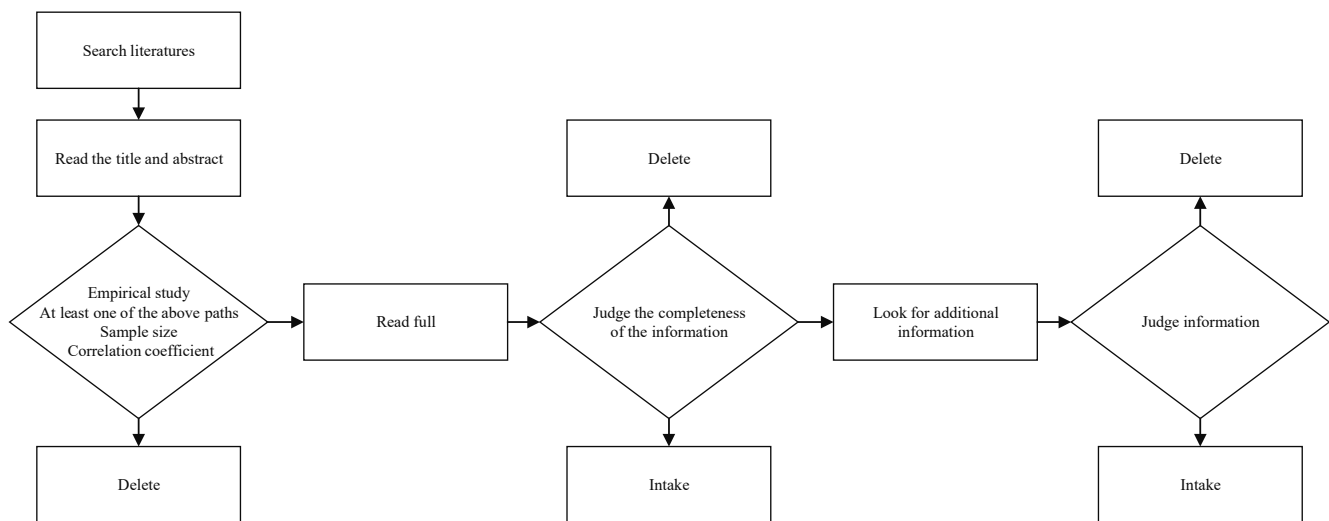 Search literatures
Read the title and abstract
Delete
Delete
Empirical study
At least one of the above paths
Sample size
Correlation coefficient
Read full
Judge the completeness
of the information
Look for additional
information
Judge information
Delete
Intake
Intake